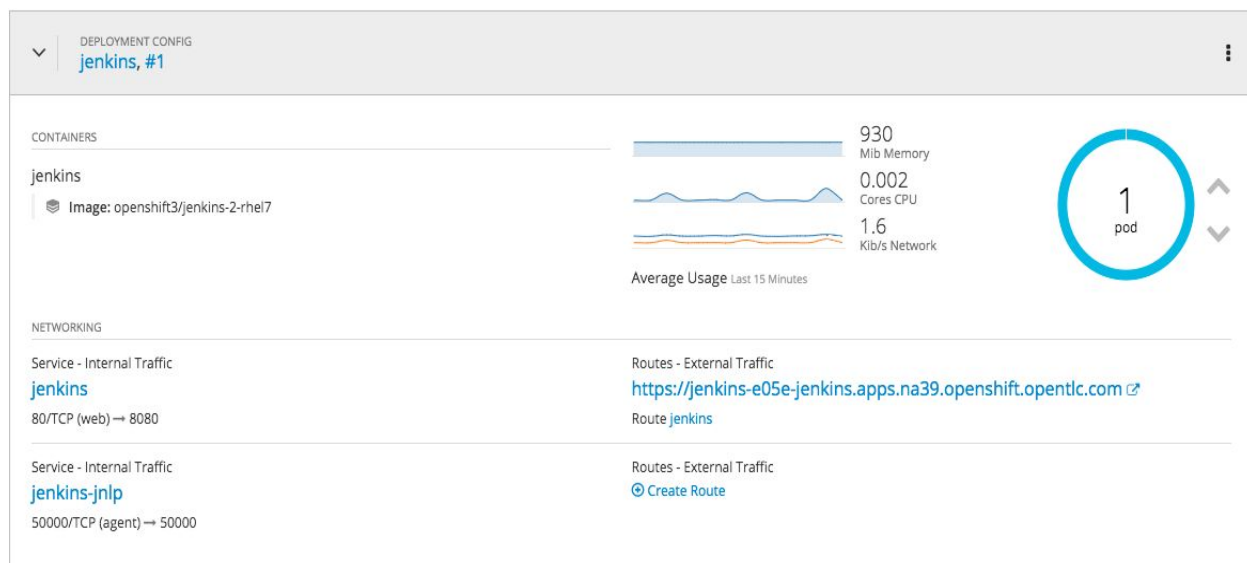 DEPLOYMENT CONFIG
jenkins, #1
CONTAINERS
jenkins
Image: openshift3/jenkins-2-rhel7
930
Mib Memory
0.002
Cores CPU
1.6
Kib/s Network
Average Usage Last 15 Minutes
1
pod
NETWORKING
Service - Internal Traffic
jenkins
80/TCP (web) → 8080
Routes - External Traffic
https://jenkins-e05e-jenkins.apps.na39.openshift.opentlc.com
Route jenkins
Service - Internal Traffic
jenkins-jnlp
50000/TCP (agent) → 50000
Routes - External Traffic
Create Route